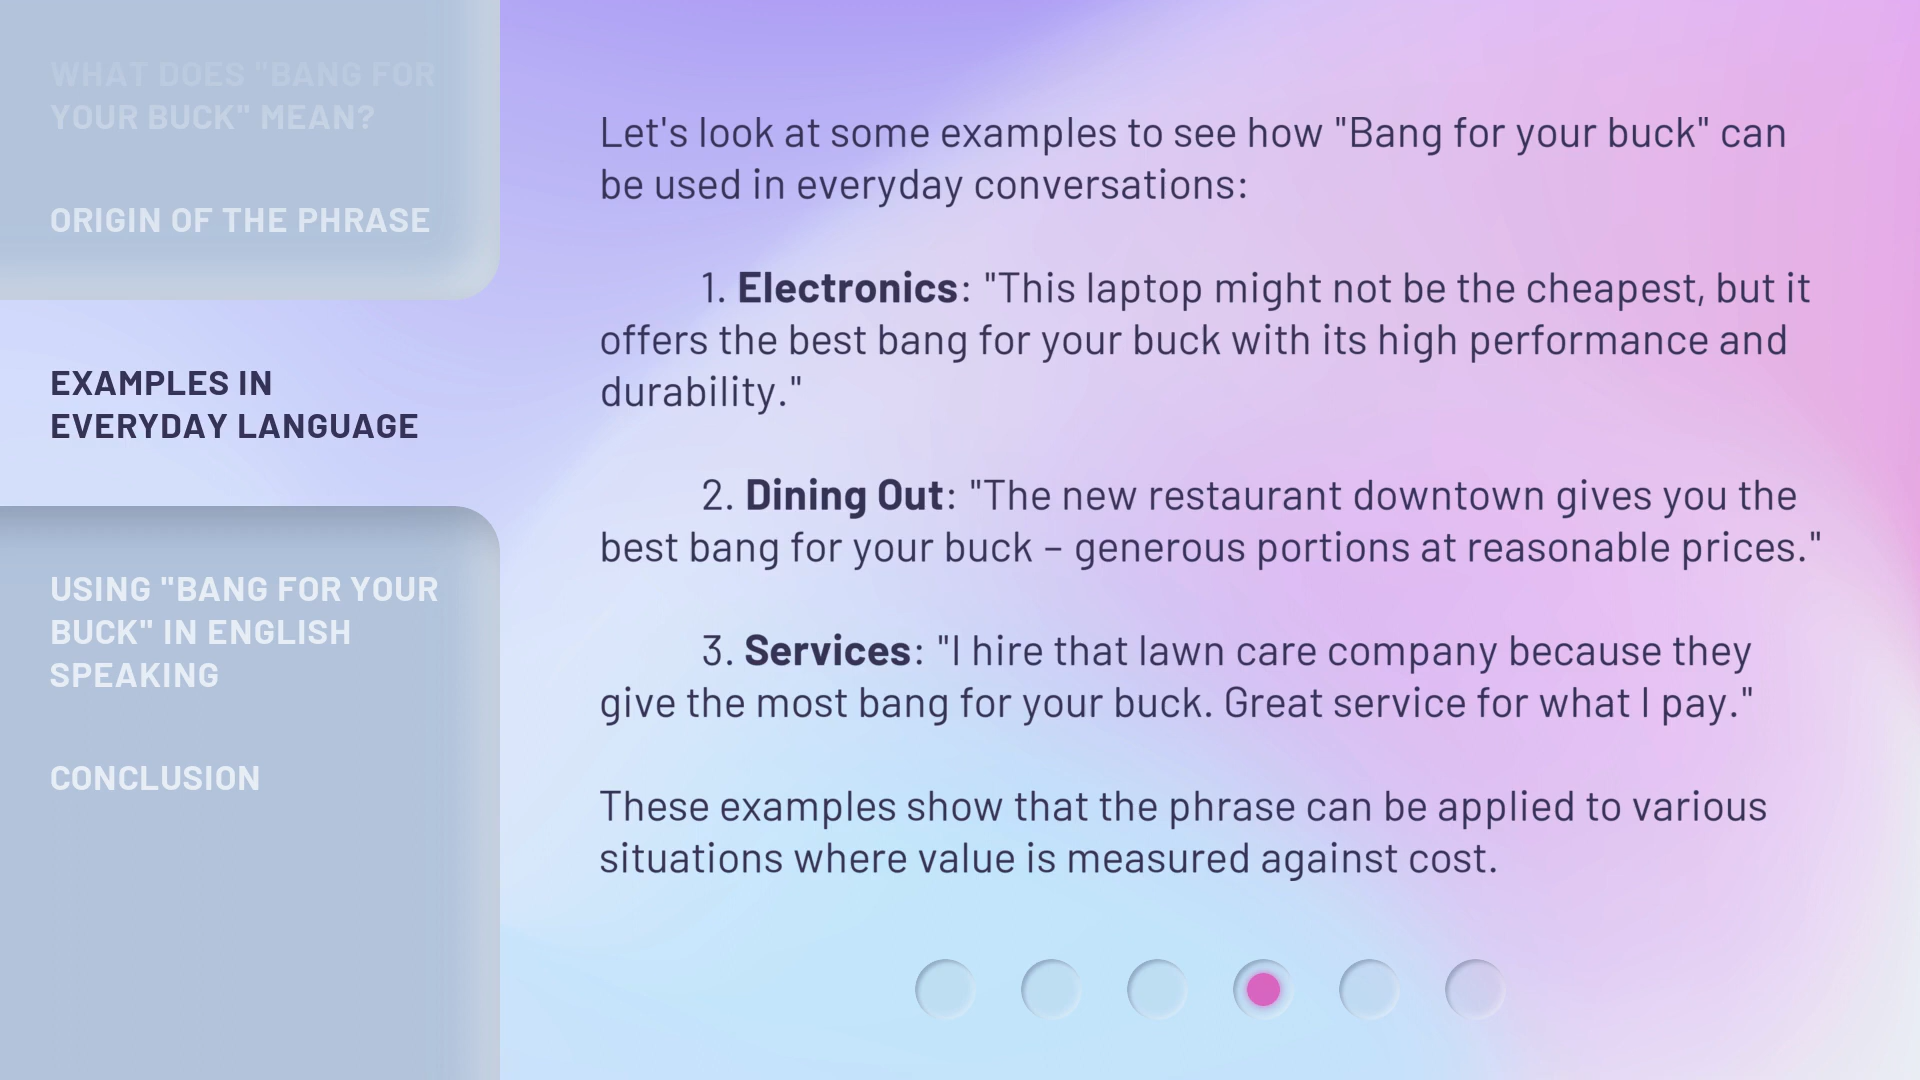 WHAT DOES "BANG FOR
YOUR BUCK" MEAN?
ORIGIN OF THE PHRASE
EXAMPLES IN
EVERYDAY LANGUAGE
USING "BANG FOR YOUR
BUCK" IN ENGLISH
SPEAKING
CONCLUSION
Let's look at some examples to see how "Bang for your buck" can
be used in everyday conversations:
1. Electronics: "This laptop might not be the cheapest, but it
offers the best bang for your buck with its high performance and
durability."
2. Dining Out: "The new restaurant downtown gives you the
best bang for your buck – generous portions at reasonable prices."
3. Services: "I hire that lawn care company because they
give the most bang for your buck. Great service for what I pay."
These examples show that the phrase can be applied to various
situations where value is measured against cost.